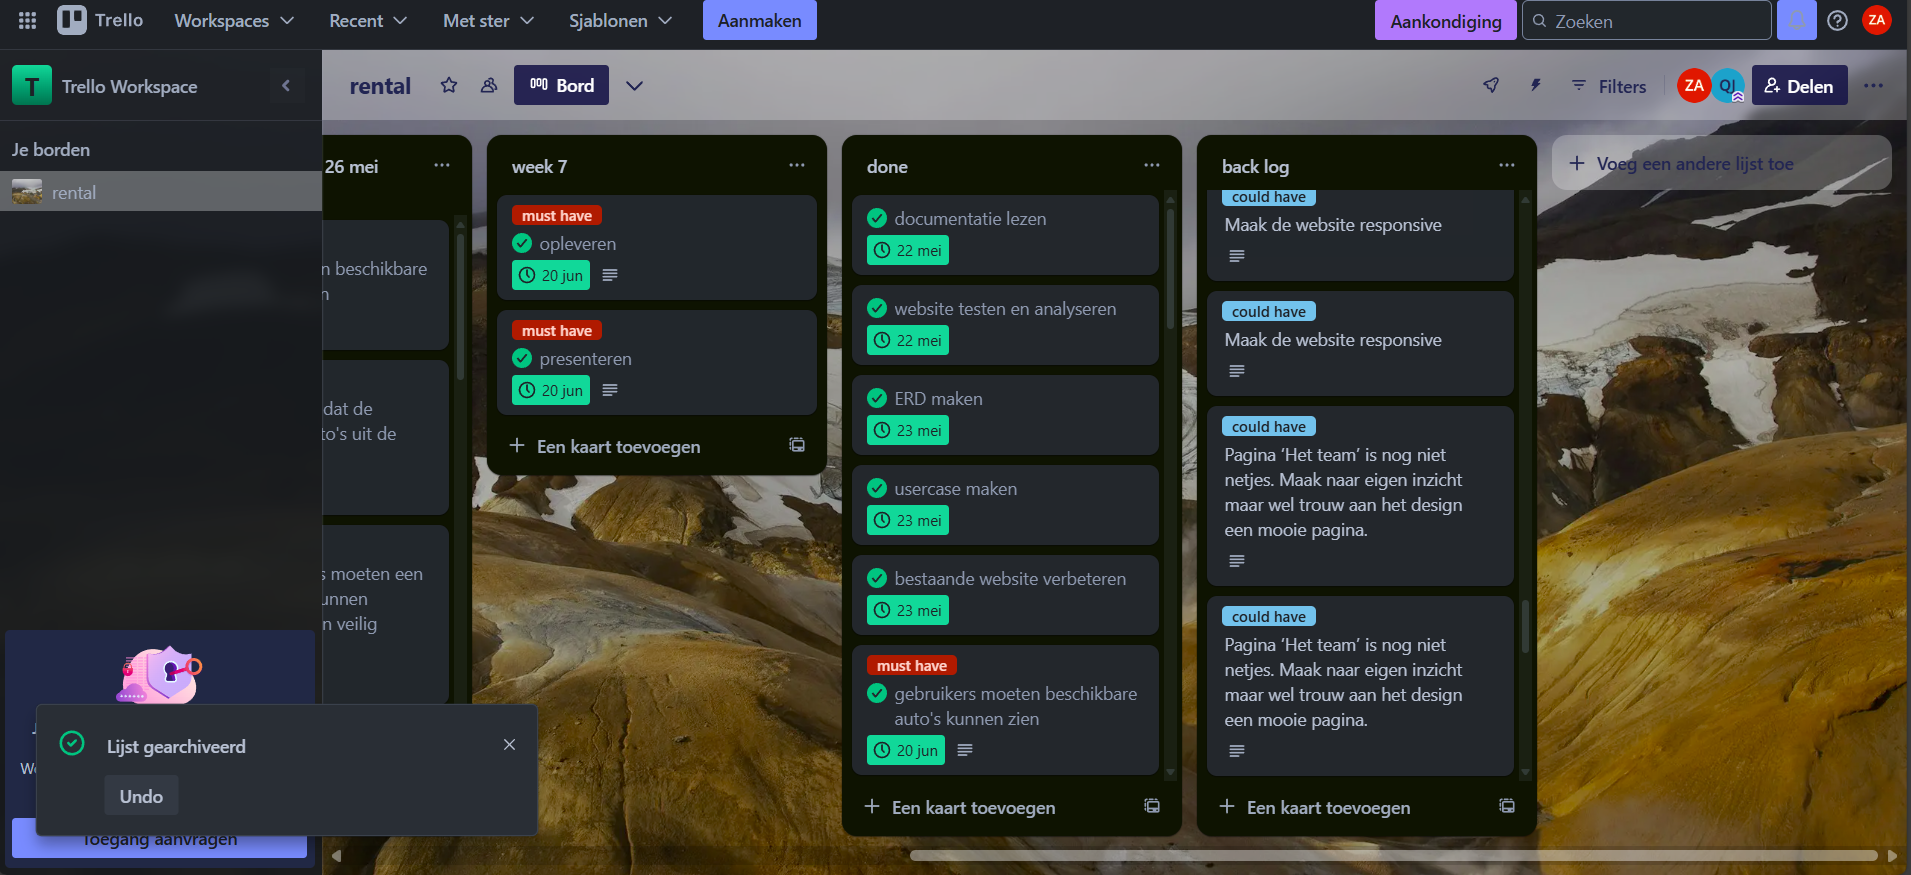 Trello
Workspaces
Recent
Met ster
Sjablonen
Aanmaken
Aankondiging
Zoeken
ZA
T
Trello Workspace
rental
Bord
Filters
ZA
QJ
Delen
Je borden
rental
26 mei
n beschikbare
n
dat de
to's uit de
s moeten een
unnen
n veilig
week 7
must have
opleveren
20 jun
must have
presenteren
20 jun
Een kaart toevoegen
done
documentatie lezen
22 mei
website testen en analyseren
22 mei
ERD maken
23 mei
usercase maken
23 mei
bestaande website verbeteren
23 mei
must have
gebruikers moeten beschikbare
auto's kunnen zien
20 jun
Een kaart toevoegen
back log
could have
Maak de website responsive
could have
Maak de website responsive
could have
Pagina ‘Het team’ is nog niet
netjes. Maak naar eigen inzicht
maar wel trouw aan het design
een mooie pagina.
could have
Pagina ‘Het team’ is nog niet
netjes. Maak naar eigen inzicht
maar wel trouw aan het design
een mooie pagina.
Een kaart toevoegen
Voeg een andere lijst toe
Lijst gearchiveerd
Undo
Toegang aanvragen